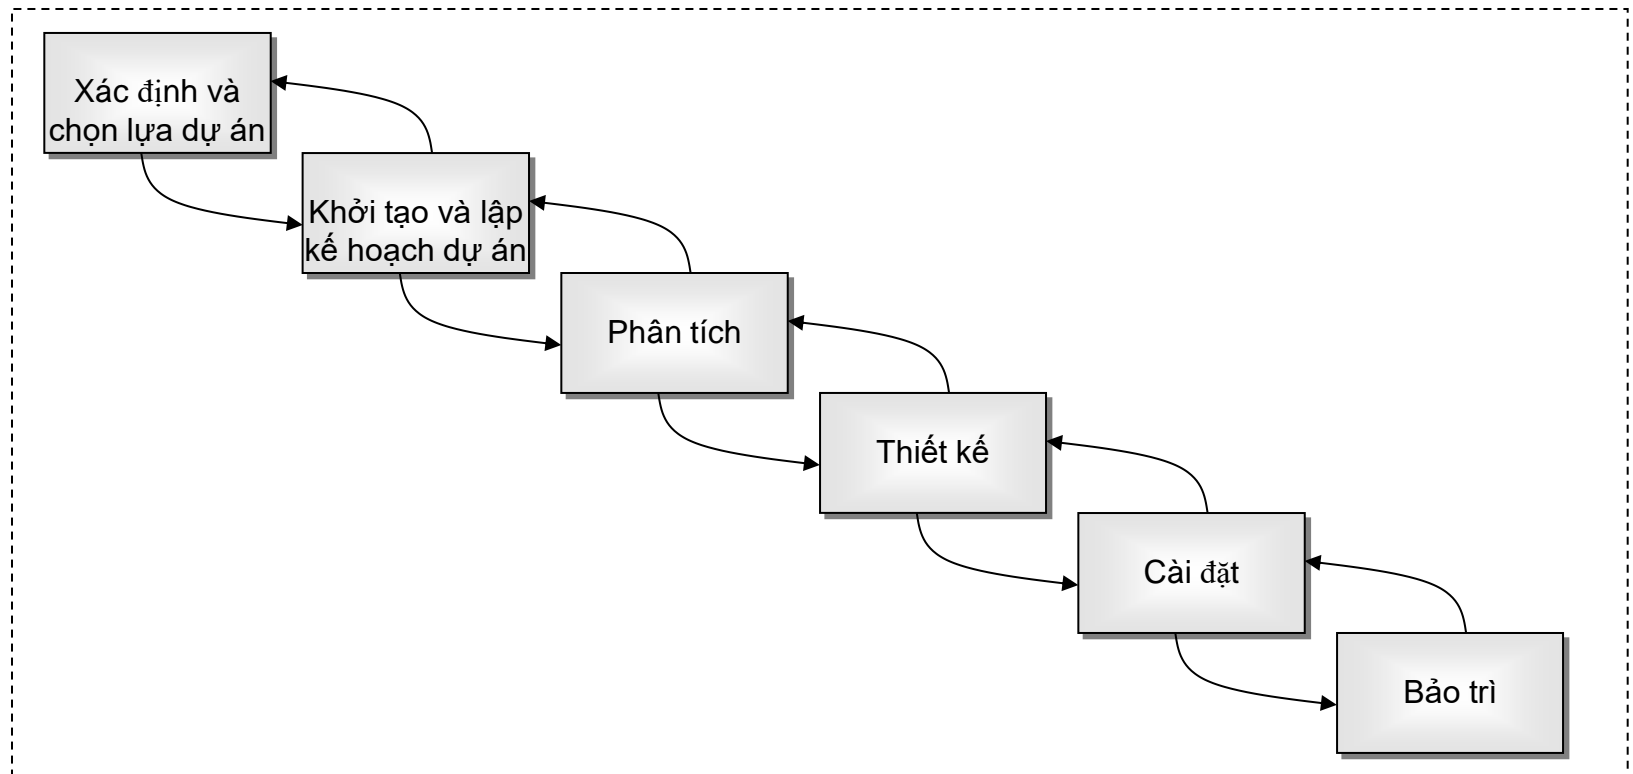 Xác định và
chọn lựa dự án
Khởi tạo và lập
kế hoạch dự án
Phân tích
Thiết kế
Cài đặt
Bảo trì